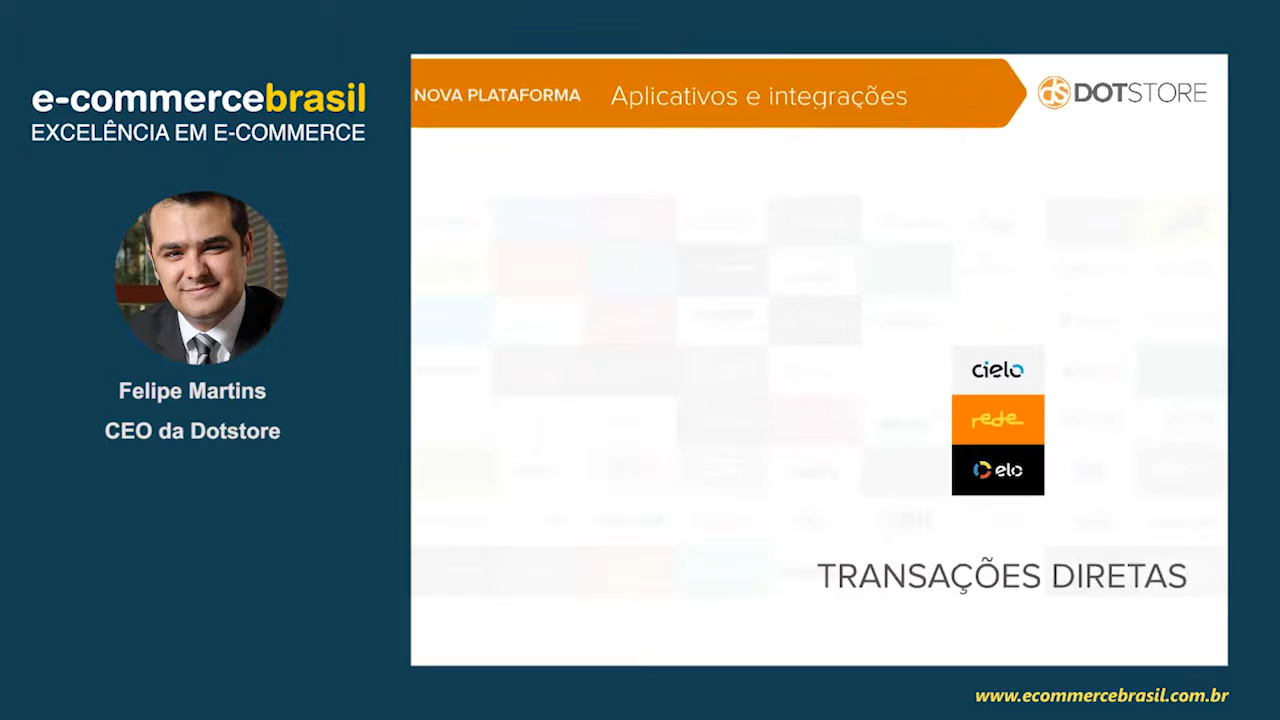 e-commercebrasil
EXCELÊNCIA EM E-COMMERCE
Felipe Martins
CEO da Dotstore
NOVA PLATAFORMA
Aplicativos e integrações
DOTSTORE
cielo
rede
elo
TRANSAÇÕES DIRETAS
www.ecommercebrasil.com.br